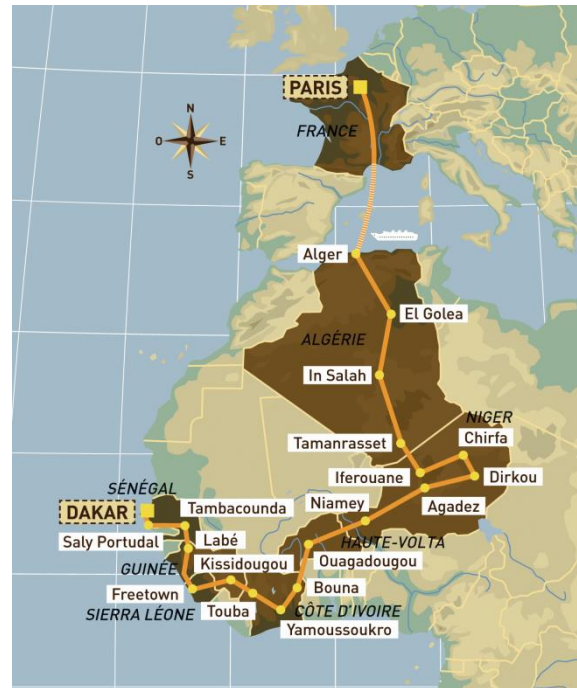 PARIS
FRANCE
N
O
E
S
Alger
El Golea
ALGÉRIE
In Salah
NIGER
Tamanrasset
Chirfa
Iferouane
Dirkou
SÉNÉGAL
Niamey
Agadez
DAKAR
Tambacounda
HAUTE-VOLTA
Saly Portudal
Labé
Ouagadougou
GUINÉE
Kissidougou
Bouna
Freetown
SIERRA LÉONE
Touba
CÔTE D'IVOIRE
Yamoussoukro